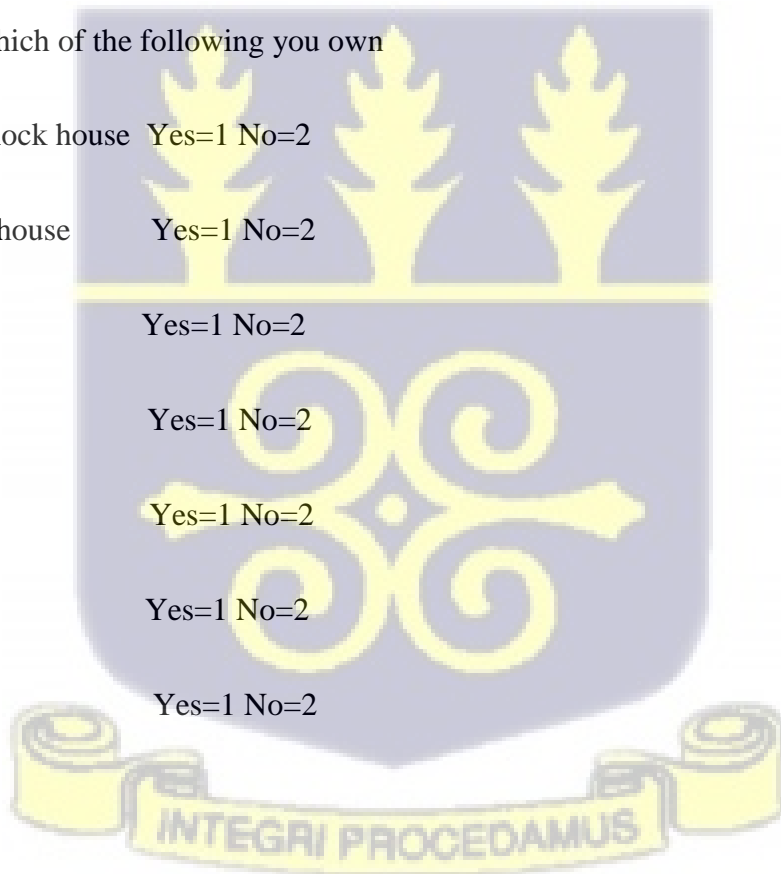 hich of the following you own
lock house Yes=1 No=2
house Yes=1 No=2
Yes=1 No=2
Yes=1 No=2
Yes=1 No=2
Yes=1 No=2
Yes=1 No=2
INTEGRI PROCEDAMUS